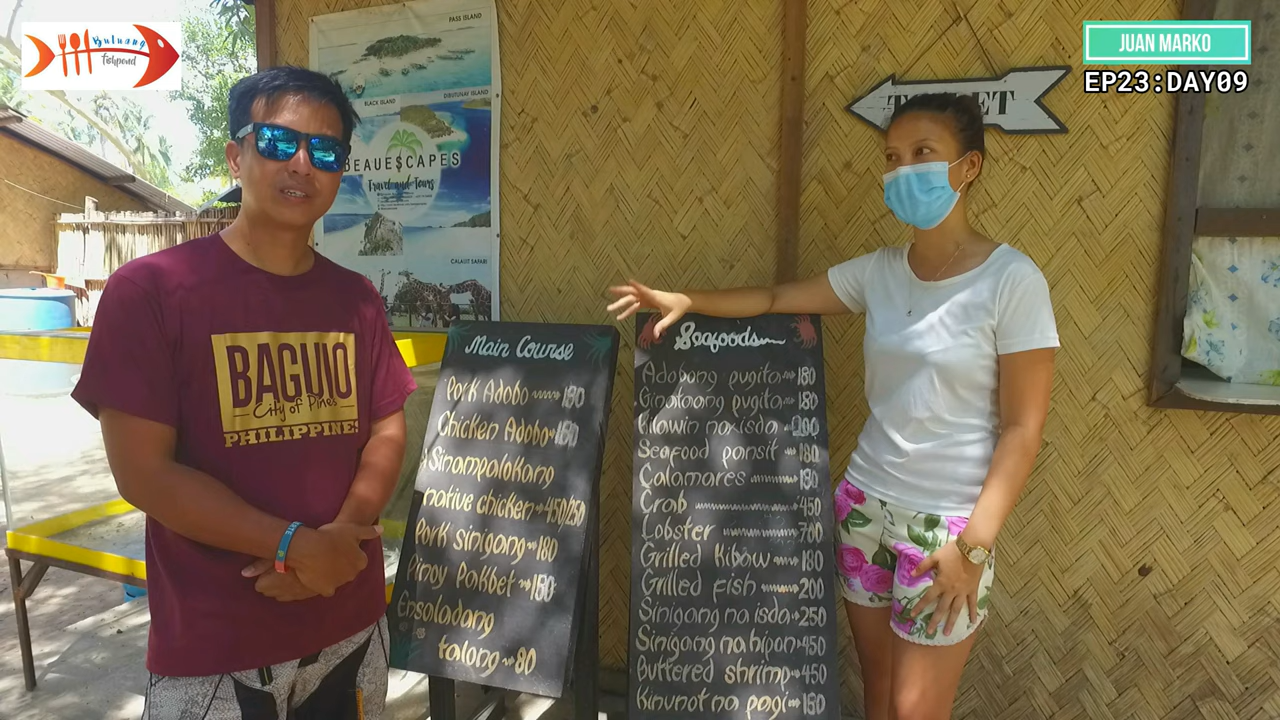 Buluang
fishpond
JUAN MARKO
EP23:DAY09
PASS ISLAND
BLACK ISLAND
DIBUTUNAY ISLAND
BEAUESCAPES
Travel and Tours
CALAUIT SAFARI
BAGUIO
City of Pines
PHILIPPINES
Main Course
Pork Adobo 180
Chicken Adobo 180
Sinampalokang
native chicken 450/250
Pork sinigang 180
Pinoy Pakbet 150
Ensaladang
talong 80
Seafoods
Adobong pugita 180
Ginataang pugita 180
Kilawin na isda 200
Seafood pansit 180
Calamares 180
Crab 450
Lobster 700
Grilled Kibaw 180
Grilled fish 200
Sinigang na isda 250
Sinigang na hipon 450
Buttered shrimp 450
Kinunot na pagi 180